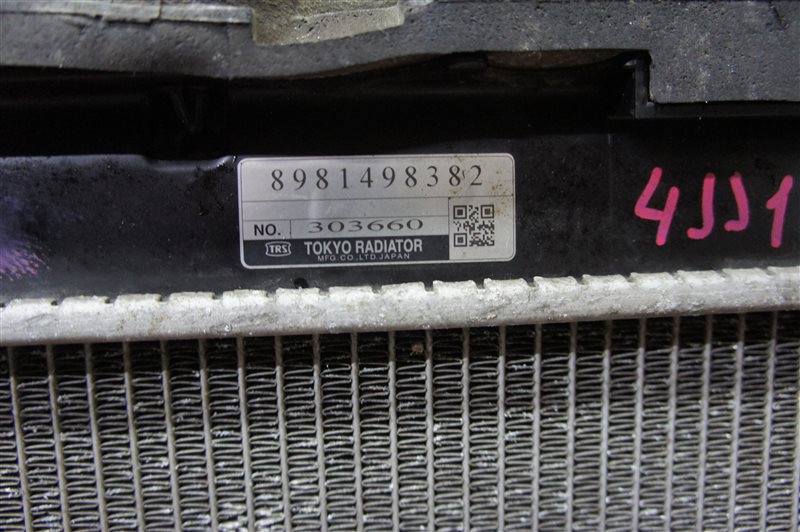 8981498382
NO. 303660
TRS TOKYO RADIATOR
MFG.CO.,LTD.JAPAN
4JJ1